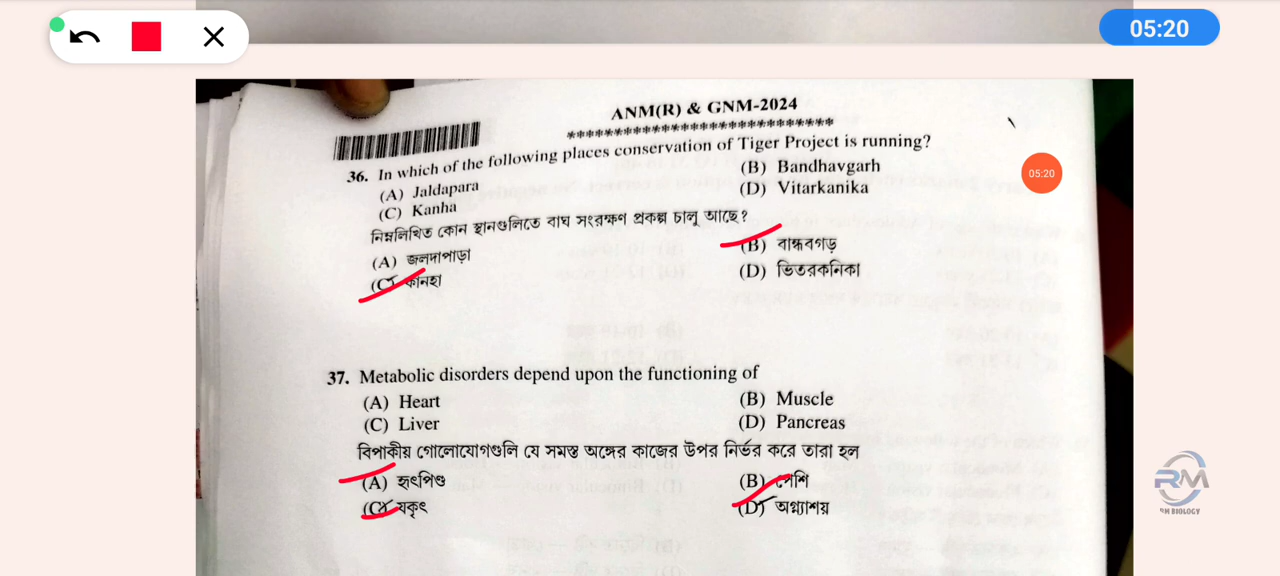 05:20
ANM(R) & GNM-2024
***************************
36. In which of the following places conservation of Tiger Project is running?
(A) Jaldapara (B) Bandhavgarh
(C) Kanha (D) Vitarkanika
নিম্নলিখিত কোন স্থানগুলিতে বাঘ সংরক্ষণ প্রকল্প চালু আছে?
(A) জলদাপাড়া (B) বান্ধবগড়
(C) কানহা (D) ভিতরকনিকা
05:20
37. Metabolic disorders depend upon the functioning of
(A) Heart (B) Muscle
(C) Liver (D) Pancreas
বিপাকীয় গোলোযোগগুলি যে সমস্ত অঙ্গের কাজের উপর নির্ভর করে তারা হল
(A) হৃৎপিণ্ড (B) পেশি
(C) যকৃৎ (D) অগ্ন্যাশয়
RM
RM BIOLOGY